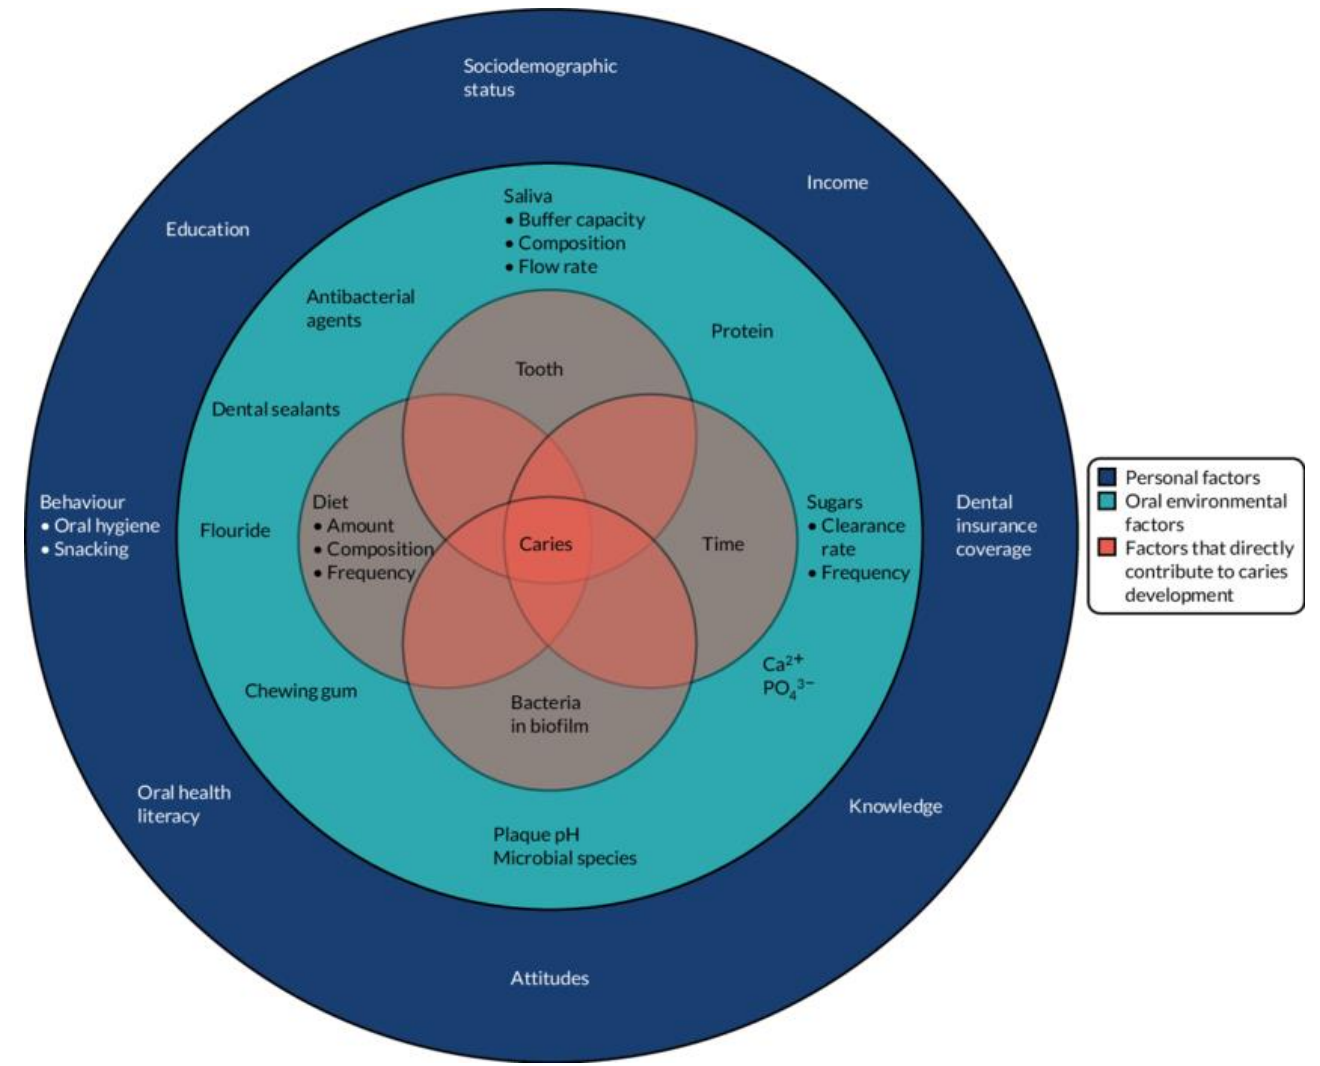 Sociodemographic
status
Income
Education
Saliva
• Buffer capacity
• Composition
• Flow rate
Antibacterial
agents
Protein
Tooth
Dental sealants
Behaviour
• Oral hygiene
• Snacking
Flouride
Diet
• Amount
• Composition
• Frequency
Caries
Time
Sugars
• Clearance
rate
• Frequency
Dental
insurance
coverage
Personal factors
Oral environmental
factors
Factors that directly
contribute to caries
development
Ca²⁺
PO₄³⁻
Chewing gum
Bacteria
in biofilm
Oral health
literacy
Knowledge
Plaque pH
Microbial species
Attitudes